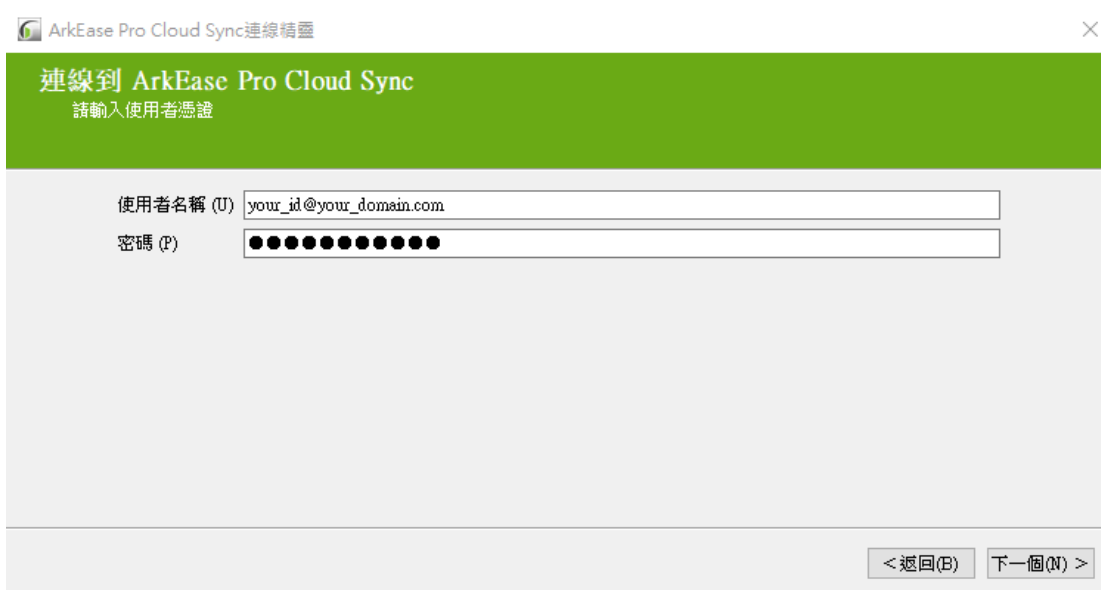 ArkEase Pro Cloud Sync連線精靈
連線到 ArkEase Pro Cloud Sync
請輸入使用者憑證
使用者名稱 (U) your_id@your_domain.com
密碼 (P) ●●●●●●●●●●●
<返回(B) 下一個(N) >